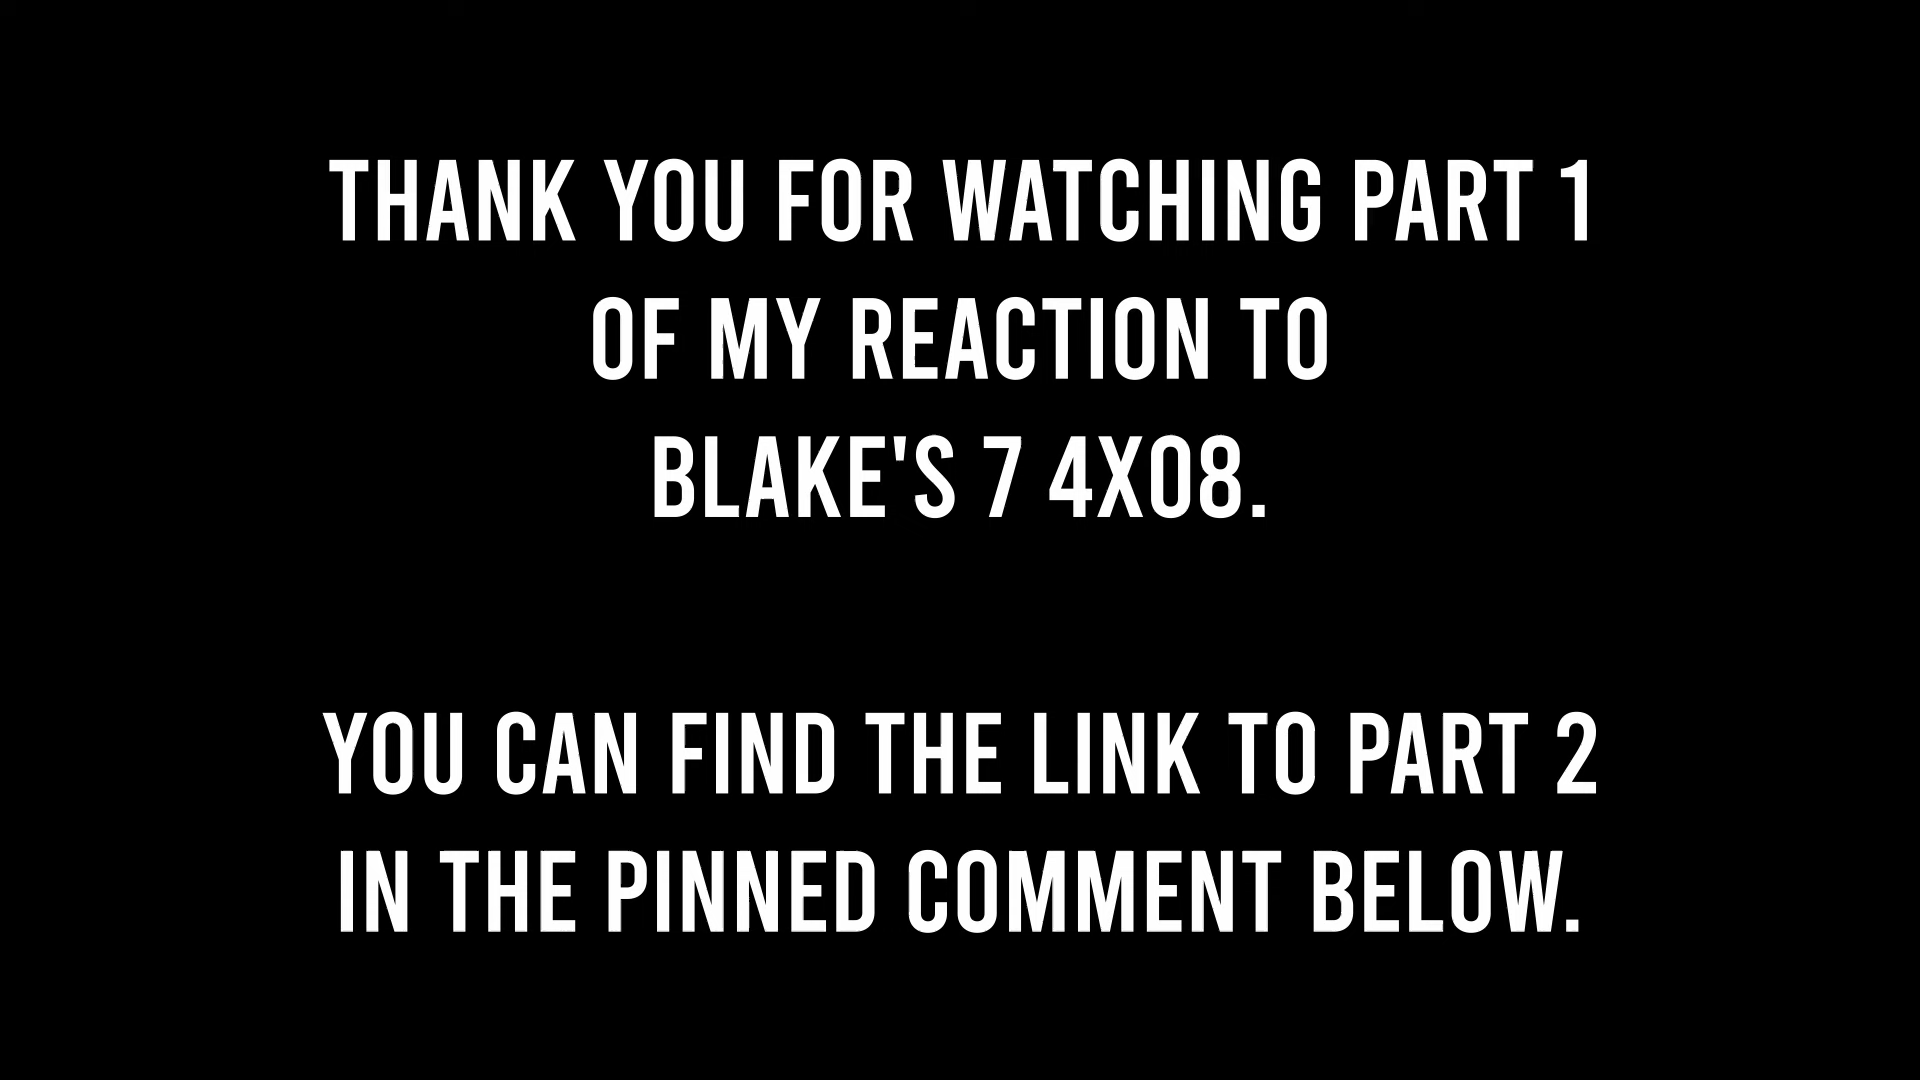 THANK YOU FOR WATCHING PART 1
OF MY REACTION TO
BLAKE'S 7 4X08.
YOU CAN FIND THE LINK TO PART 2
IN THE PINNED COMMENT BELOW.